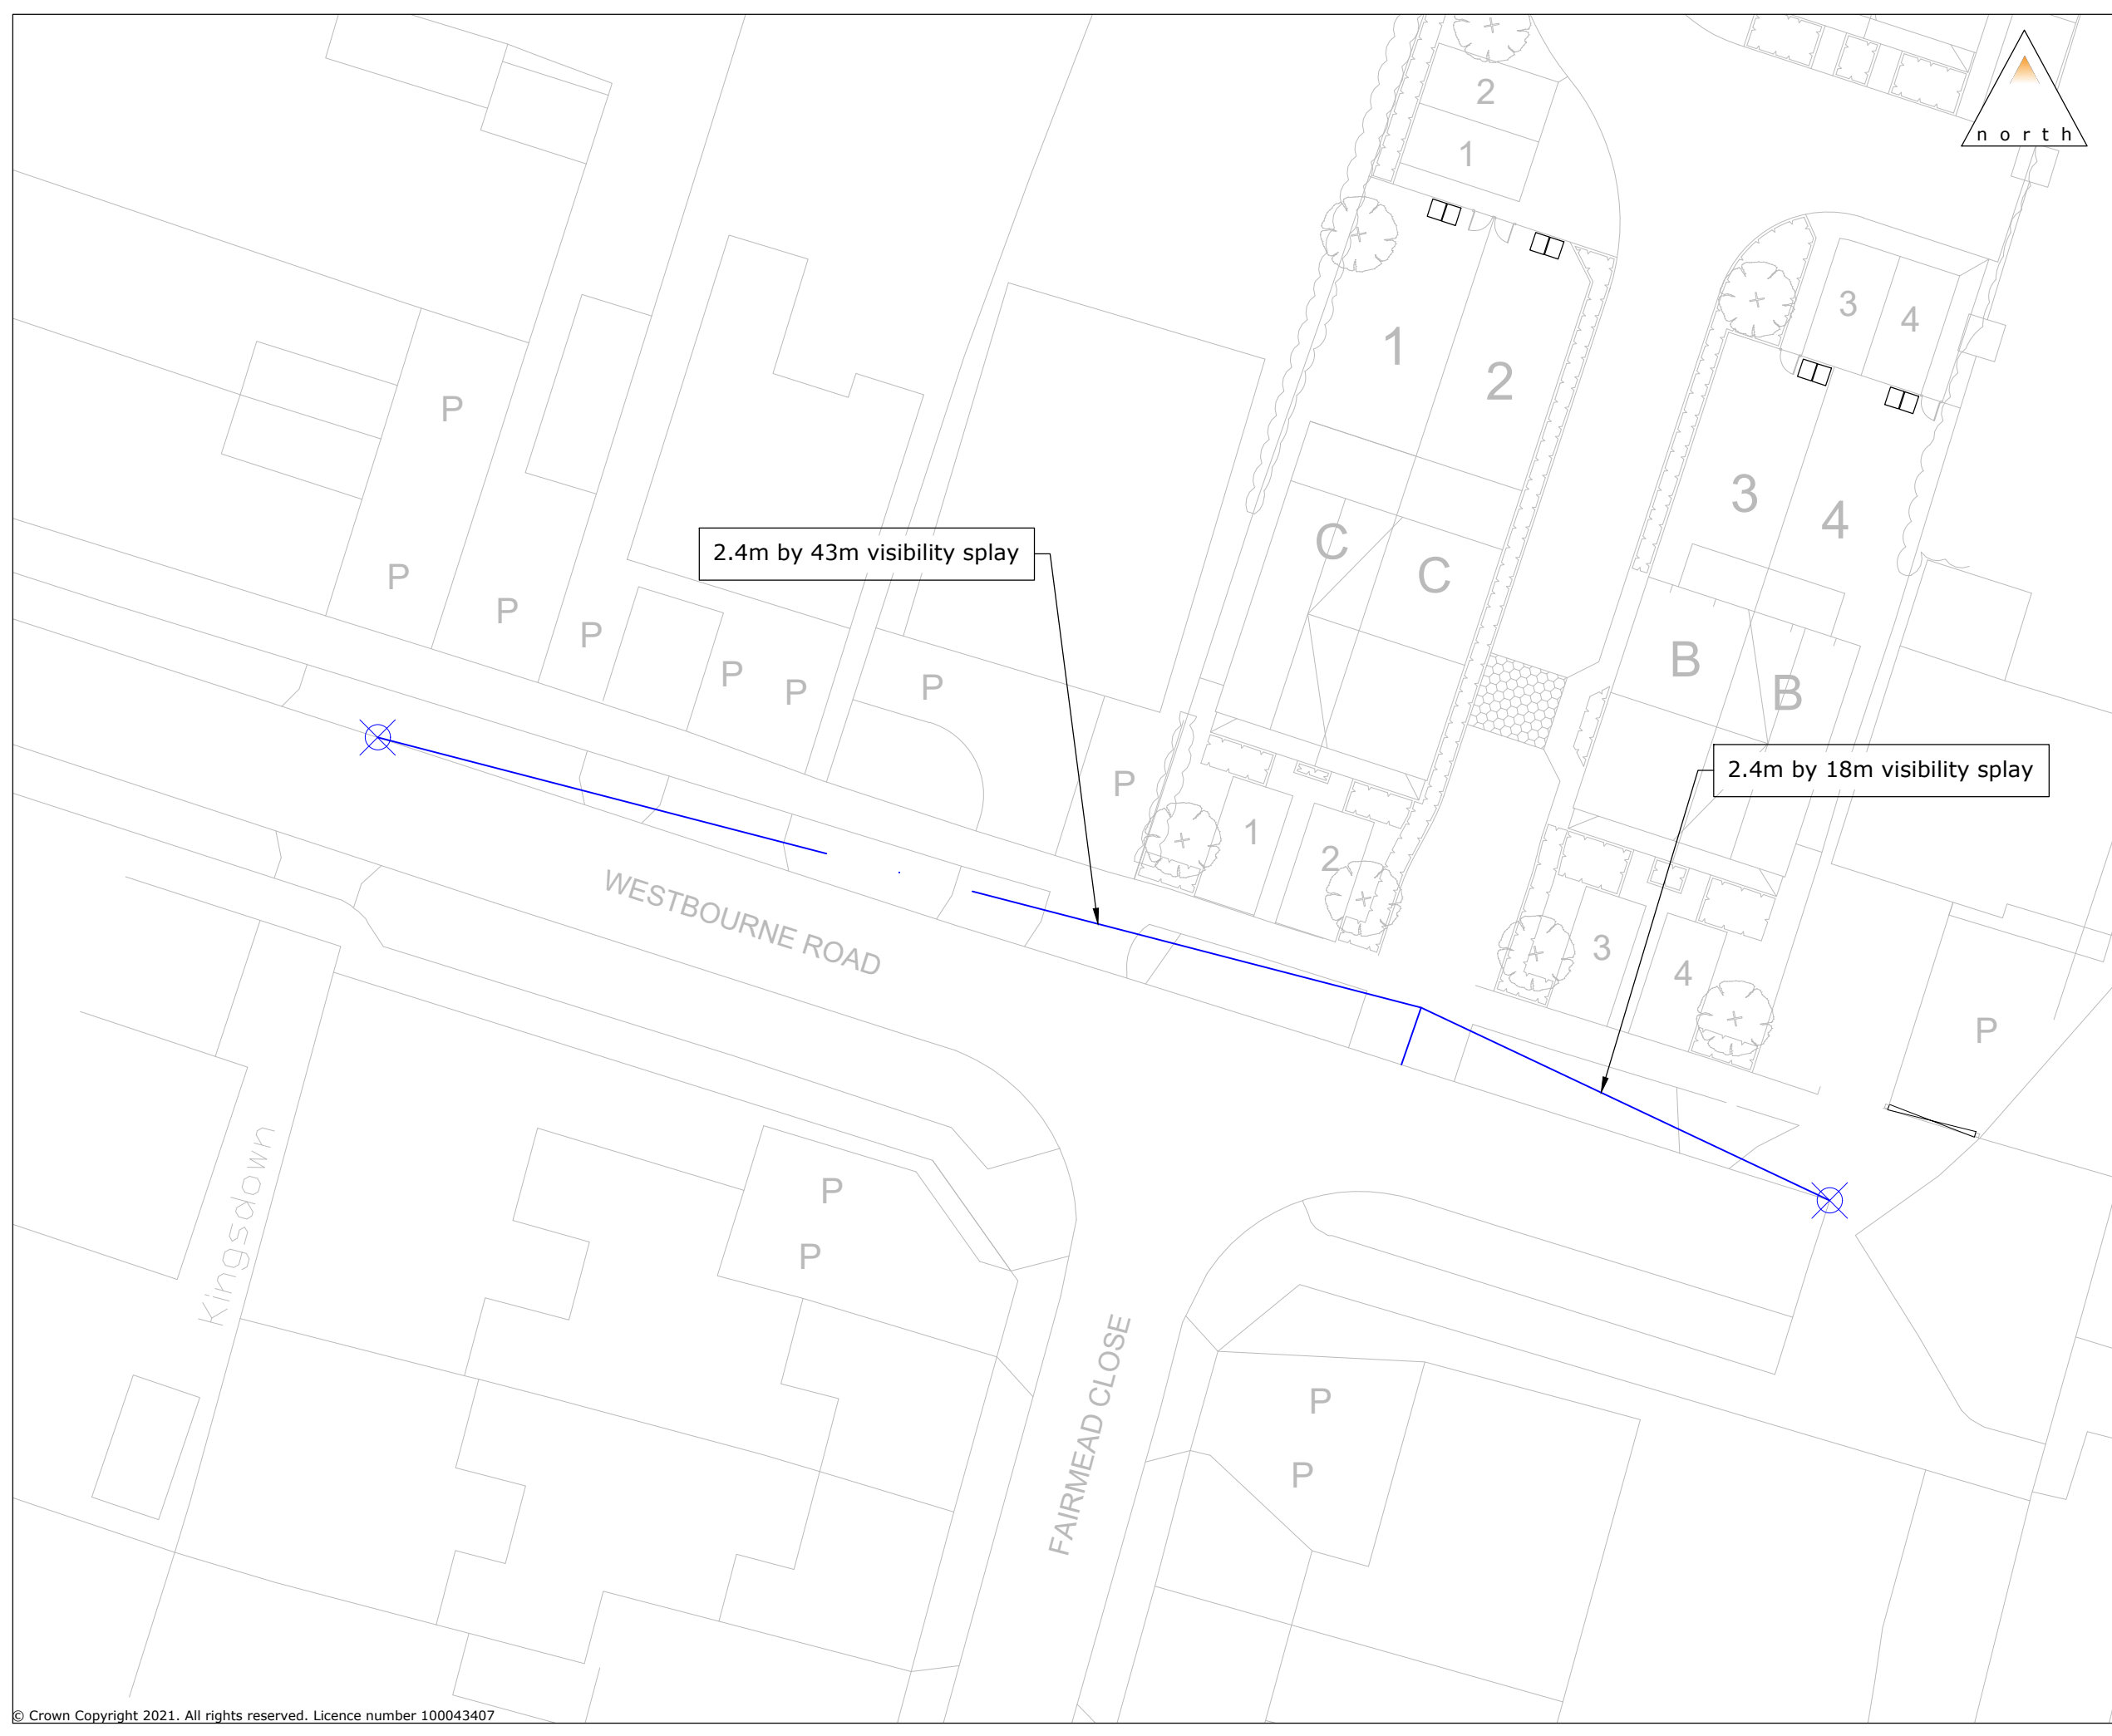 2
1
north
3
4
P
1
2
3
4
P
C
C
2.4m by 43m visibility splay
P
P
P
P
P
B
B
P
2.4m by 18m visibility splay
1
2
WESTBOURNE ROAD
3
4
P
Kingsdown
P
P
FAIRMEAD CLOSE
P
P
© Crown Copyright 2021. All rights reserved. Licence number 100043407